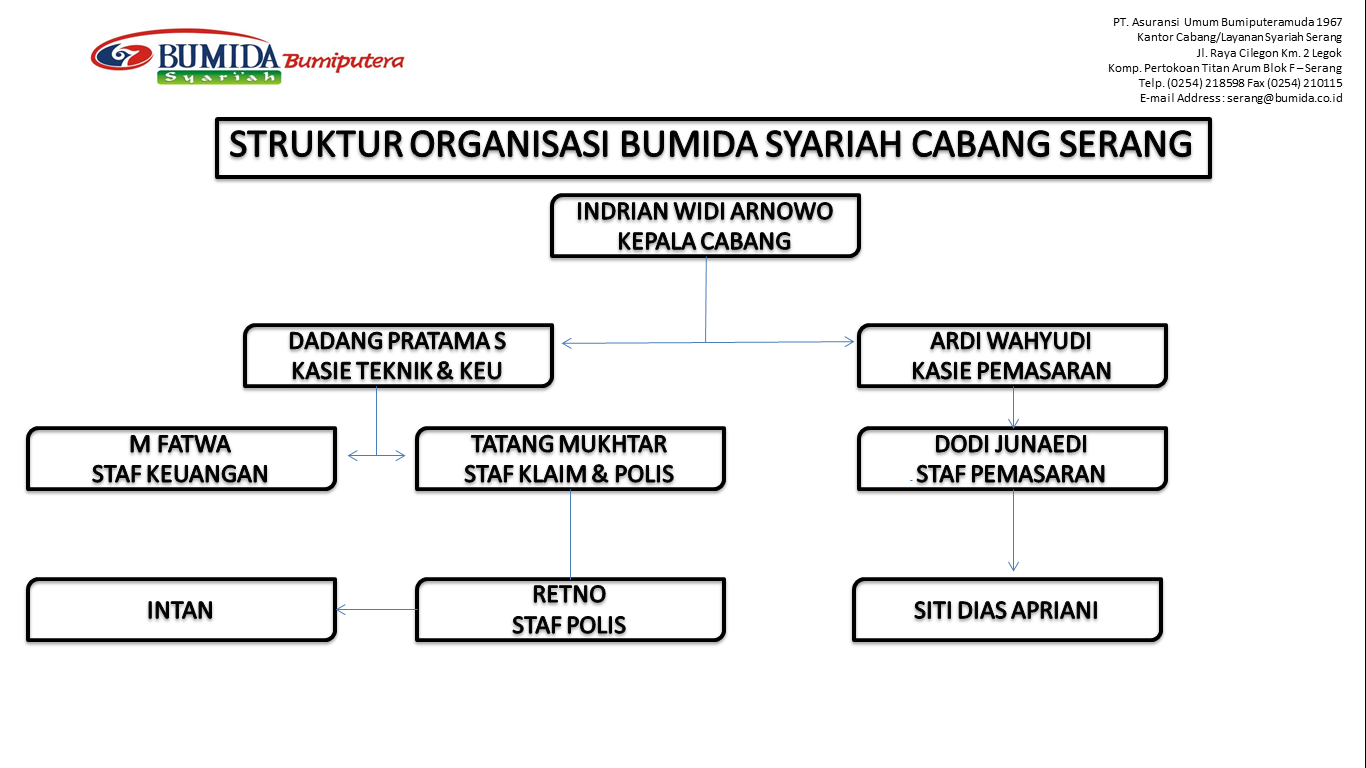 BUMIDA Bumiputera
Syari'ah
PT. Asuransi Umum Bumiputeramuda 1967
Kantor Cabang/Layanan Syariah Serang
Jl. Raya Cilegon Km. 2 Legok
Komp. Pertokoan Titan Arum Blok F – Serang
Telp. (0254) 218598 Fax (0254) 210115
E-mail Address : serang@bumida.co.id
STRUKTUR ORGANISASI BUMIDA SYARIAH CABANG SERANG
INDRIAN WIDI ARNOWO
KEPALA CABANG
DADANG PRATAMA S
KASIE TEKNIK & KEU
ARDI WAHYUDI
KASIE PEMASARAN
M FATWA
STAF KEUANGAN
TATANG MUKHTAR
STAF KLAIM & POLIS
DODI JUNAEDI
STAF PEMASARAN
INTAN
RETNO
STAF POLIS
SITI DIAS APRIANI